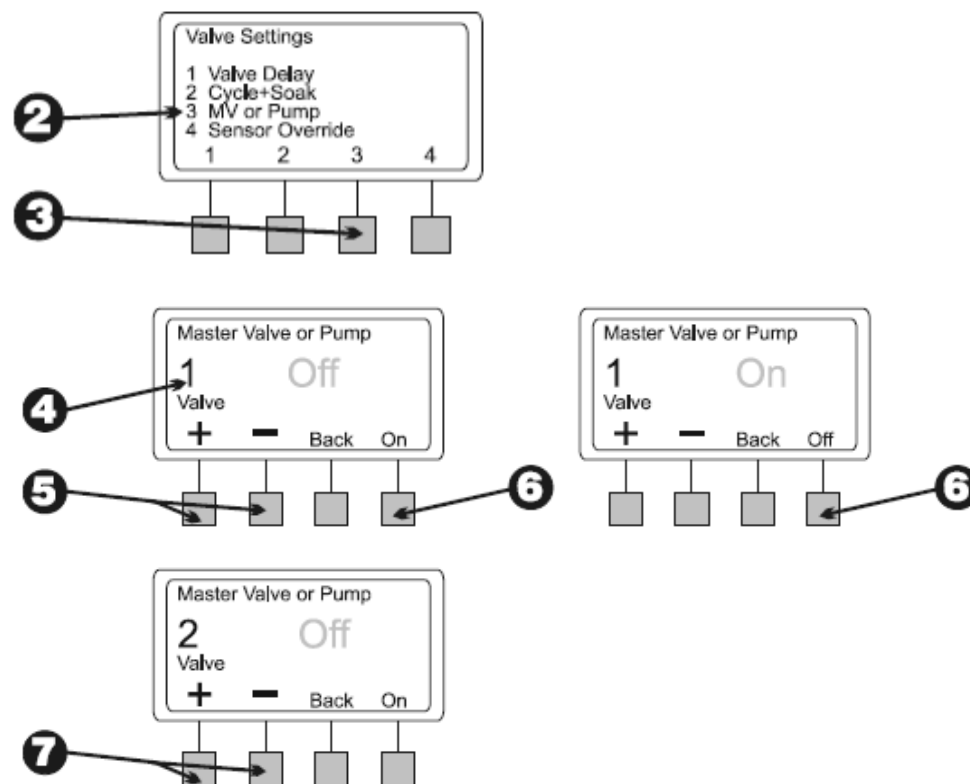 Valve Settings
1 Valve Delay
2 Cycle+Soak
2
3 MV or Pump
4 Sensor Override
1 2 3 4
3
Master Valve or Pump
1 Off
4
Valve
+ − Back On
5
6
Master Valve or Pump
1 On
Valve
+ − Back Off
6
Master Valve or Pump
2 Off
Valve
+ − Back On
7